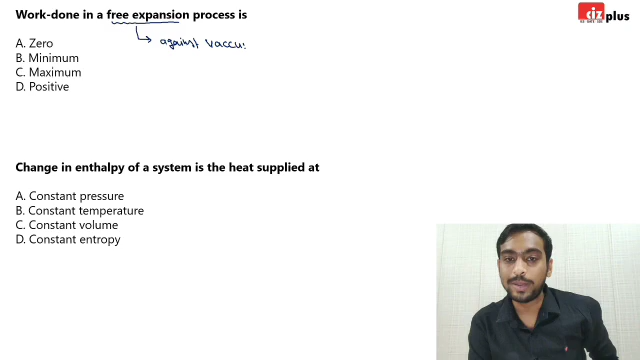 Work-done in a free expansion process is
against vaccu
A. Zero
B. Minimum
C. Maximum
D. Positive
Change in enthalpy of a system is the heat supplied at
A. Constant pressure
B. Constant temperature
C. Constant volume
D. Constant entropy
ciz plus